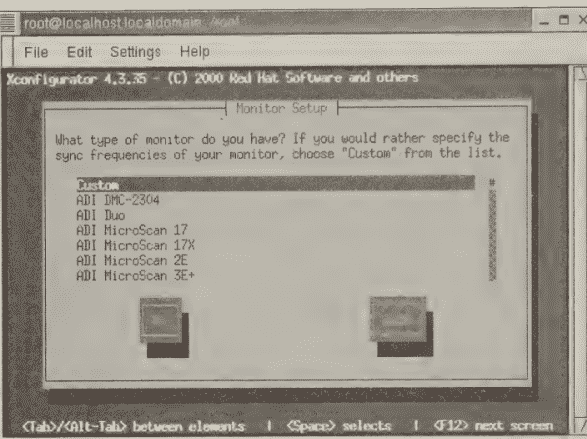 root@localhost.localdomain: /root
File Edit Settings Help
Xconfigurator 4.3.35 - (C) 2000 Red Hat Software and others
Monitor Setup
What type of monitor do you have? If you would rather specify the
sync frequencies of your monitor, choose "Custom" from the list.
Custom
ADI DMC-2304
ADI Duo
ADI MicroScan 17
ADI MicroScan 17X
ADI MicroScan 2E
ADI MicroScan 3E+
#
<Tab>/<Alt-Tab> between elements | <Space> selects | <F12> next screen